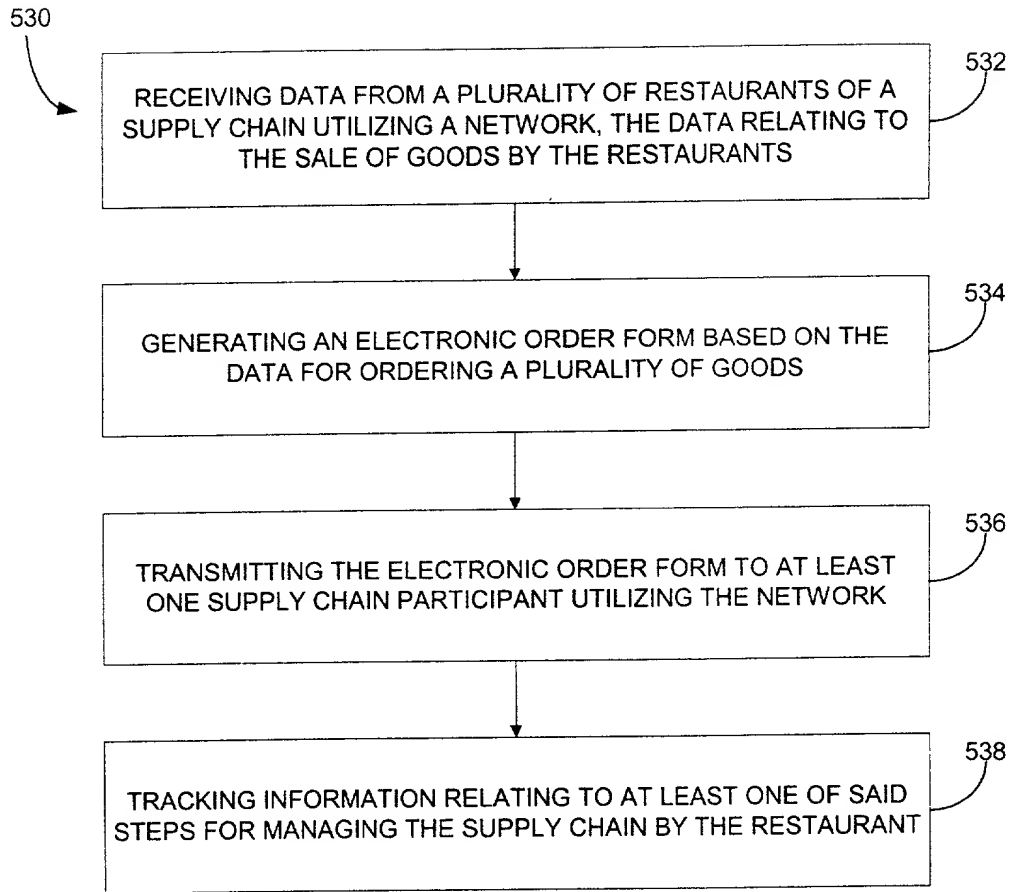 530
532
RECEIVING DATA FROM A PLURALITY OF RESTAURANTS OF A
SUPPLY CHAIN UTILIZING A NETWORK, THE DATA RELATING TO
THE SALE OF GOODS BY THE RESTAURANTS
534
GENERATING AN ELECTRONIC ORDER FORM BASED ON THE
DATA FOR ORDERING A PLURALITY OF GOODS
536
TRANSMITTING THE ELECTRONIC ORDER FORM TO AT LEAST
ONE SUPPLY CHAIN PARTICIPANT UTILIZING THE NETWORK
538
TRACKING INFORMATION RELATING TO AT LEAST ONE OF SAID
STEPS FOR MANAGING THE SUPPLY CHAIN BY THE RESTAURANT